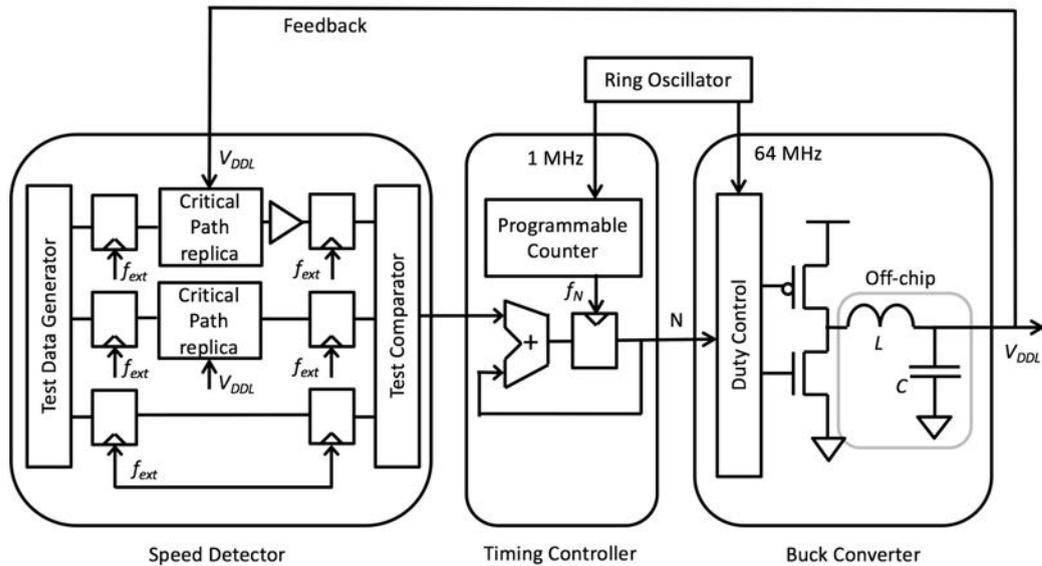 Feedback
Ring Oscillator
V_DDL
1 MHz
64 MHz
Test Data Generator
Critical
Path
replica
f_ext
f_ext
Critical
Path
replica
f_ext
V_DDL
f_ext
f_ext
Test Comparator
Programmable
Counter
f_N
+
N
Duty Control
Off-chip
L
C
V_DDL
Speed Detector
Timing Controller
Buck Converter